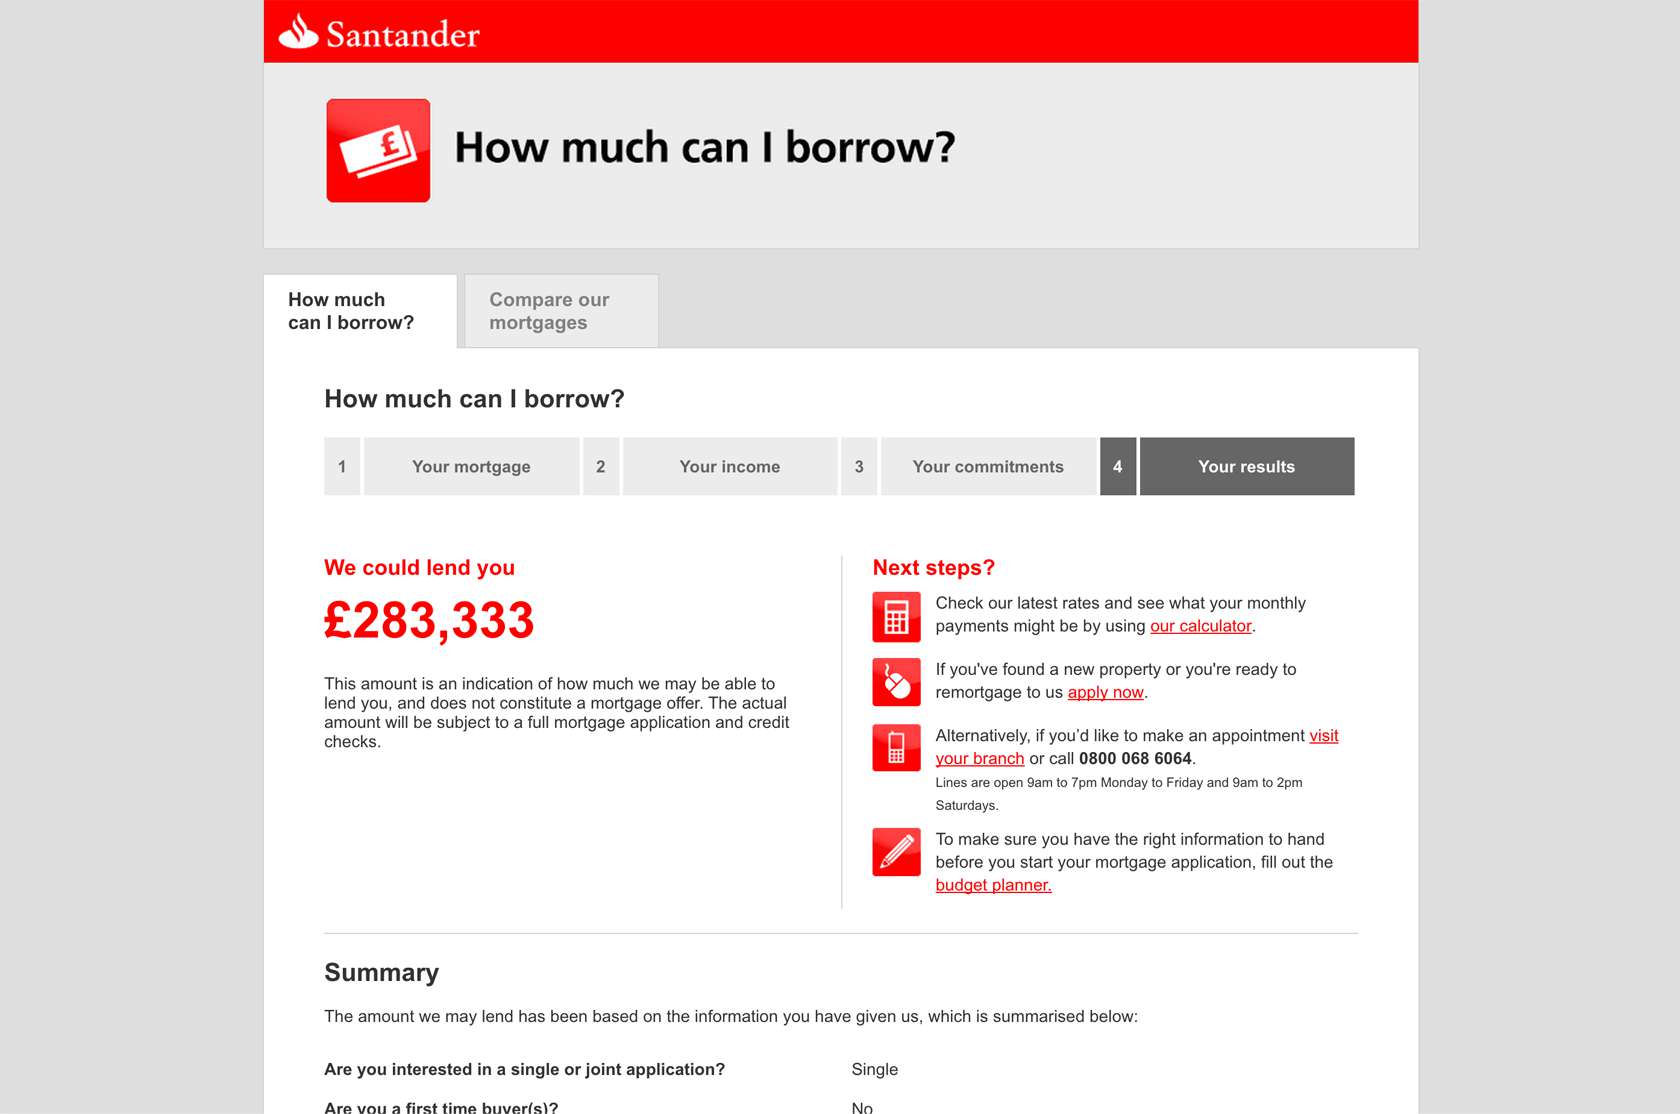 Santander
How much can I borrow?
How much
can I borrow?
Compare our
mortgages
How much can I borrow?
1 Your mortgage 2 Your income 3 Your commitments 4 Your results
We could lend you
£283,333
This amount is an indication of how much we may be able to
lend you, and does not constitute a mortgage offer. The actual
amount will be subject to a full mortgage application and credit
checks.
Next steps?
Check our latest rates and see what your monthly
payments might be by using our calculator.
If you've found a new property or you're ready to
remortgage to us apply now.
Alternatively, if you’d like to make an appointment visit
your branch or call 0800 068 6064.
Lines are open 9am to 7pm Monday to Friday and 9am to 2pm
Saturdays.
To make sure you have the right information to hand
before you start your mortgage application, fill out the
budget planner.
Summary
The amount we may lend has been based on the information you have given us, which is summarised below:
Are you interested in a single or joint application? Single
Are you a first time buyer(s)? No